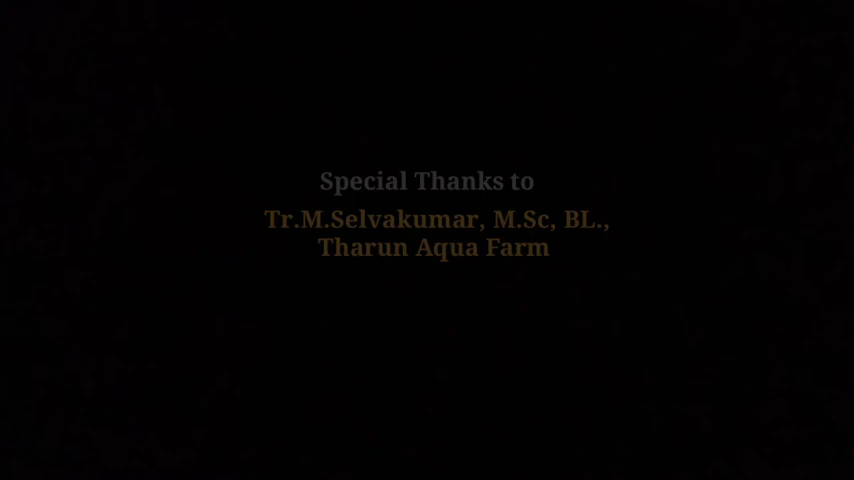 Special Thanks to
Tr.M.Selvakumar, M.Sc, BL.,
Tharun Aqua Farm